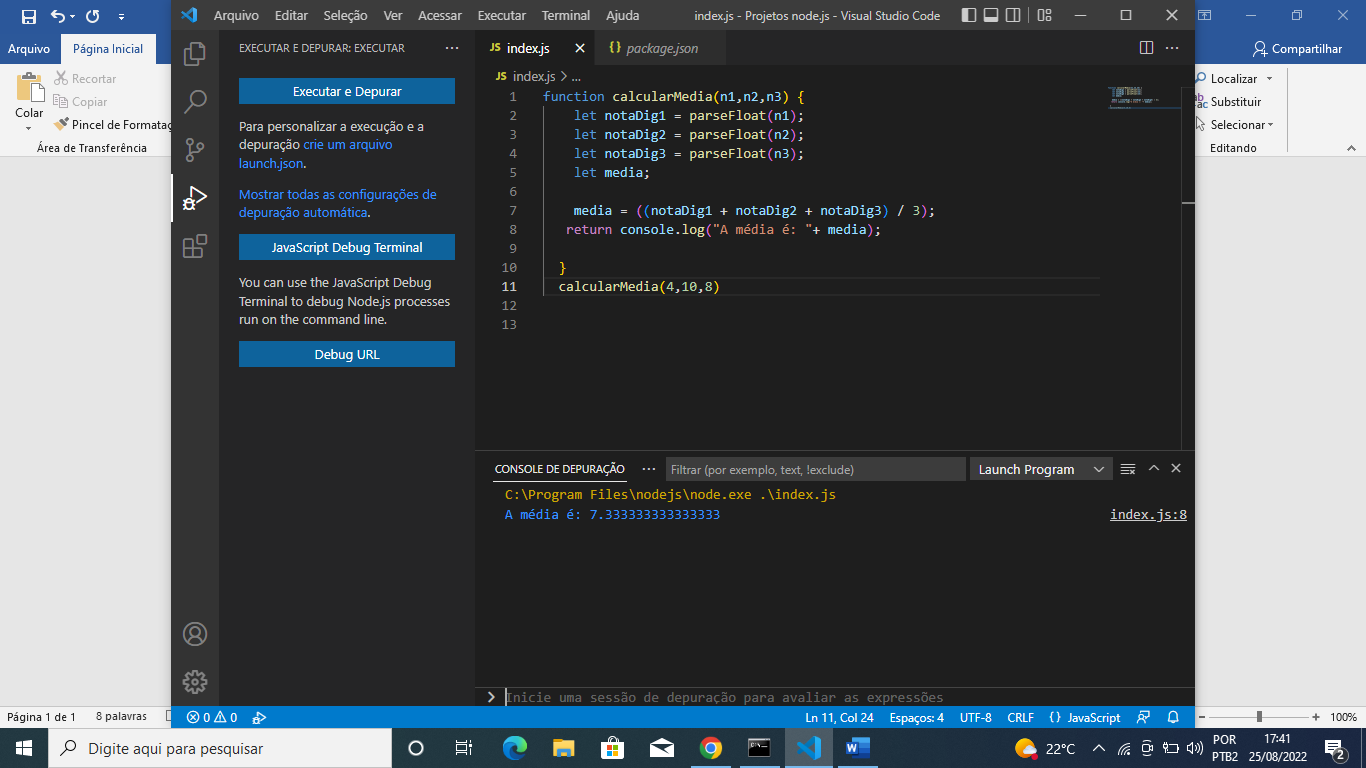 Arquivo Editar Seleção Ver Acessar Executar Terminal Ajuda index.js - Projetos node.js - Visual Studio Code
Arquivo Página Inicial
Compartilhar
Recortar
Copiar
Colar
Pincel de Formataç
Área de Transferência
Localizar
Substituir
Selecionar
Editando
EXECUTAR E DEPURAR: EXECUTAR ...
Executar e Depurar
Para personalizar a execução e a
depuração crie um arquivo
launch.json.
Mostrar todas as configurações de
depuração automática.
JavaScript Debug Terminal
You can use the JavaScript Debug
Terminal to debug Node.js processes
run on the command line.
Debug URL
JS index.js {} package.json
JS index.js > ...
1 function calcularMedia(n1,n2,n3) {
2 let notaDig1 = parseFloat(n1);
3 let notaDig2 = parseFloat(n2);
4 let notaDig3 = parseFloat(n3);
5 let media;
6
7 media = ((notaDig1 + notaDig2 + notaDig3) / 3);
8 return console.log("A média é: "+ media);
9
10 }
11 calcularMedia(4,10,8)
12
13
CONSOLE DE DEPURAÇÃO ... Filtrar (por exemplo, text, !exclude) Launch Program
C:\Program Files\nodejs\node.exe .\index.js
A média é: 7.333333333333333 index.js:8
> Inicie uma sessão de depuração para avaliar as expressões
Página 1 de 1 8 palavras
0 0 Ln 11, Col 24 Espaços: 4 UTF-8 CRLF {} JavaScript
100%
Digite aqui para pesquisar
22°C
POR
PTB2
17:41
25/08/2022
2